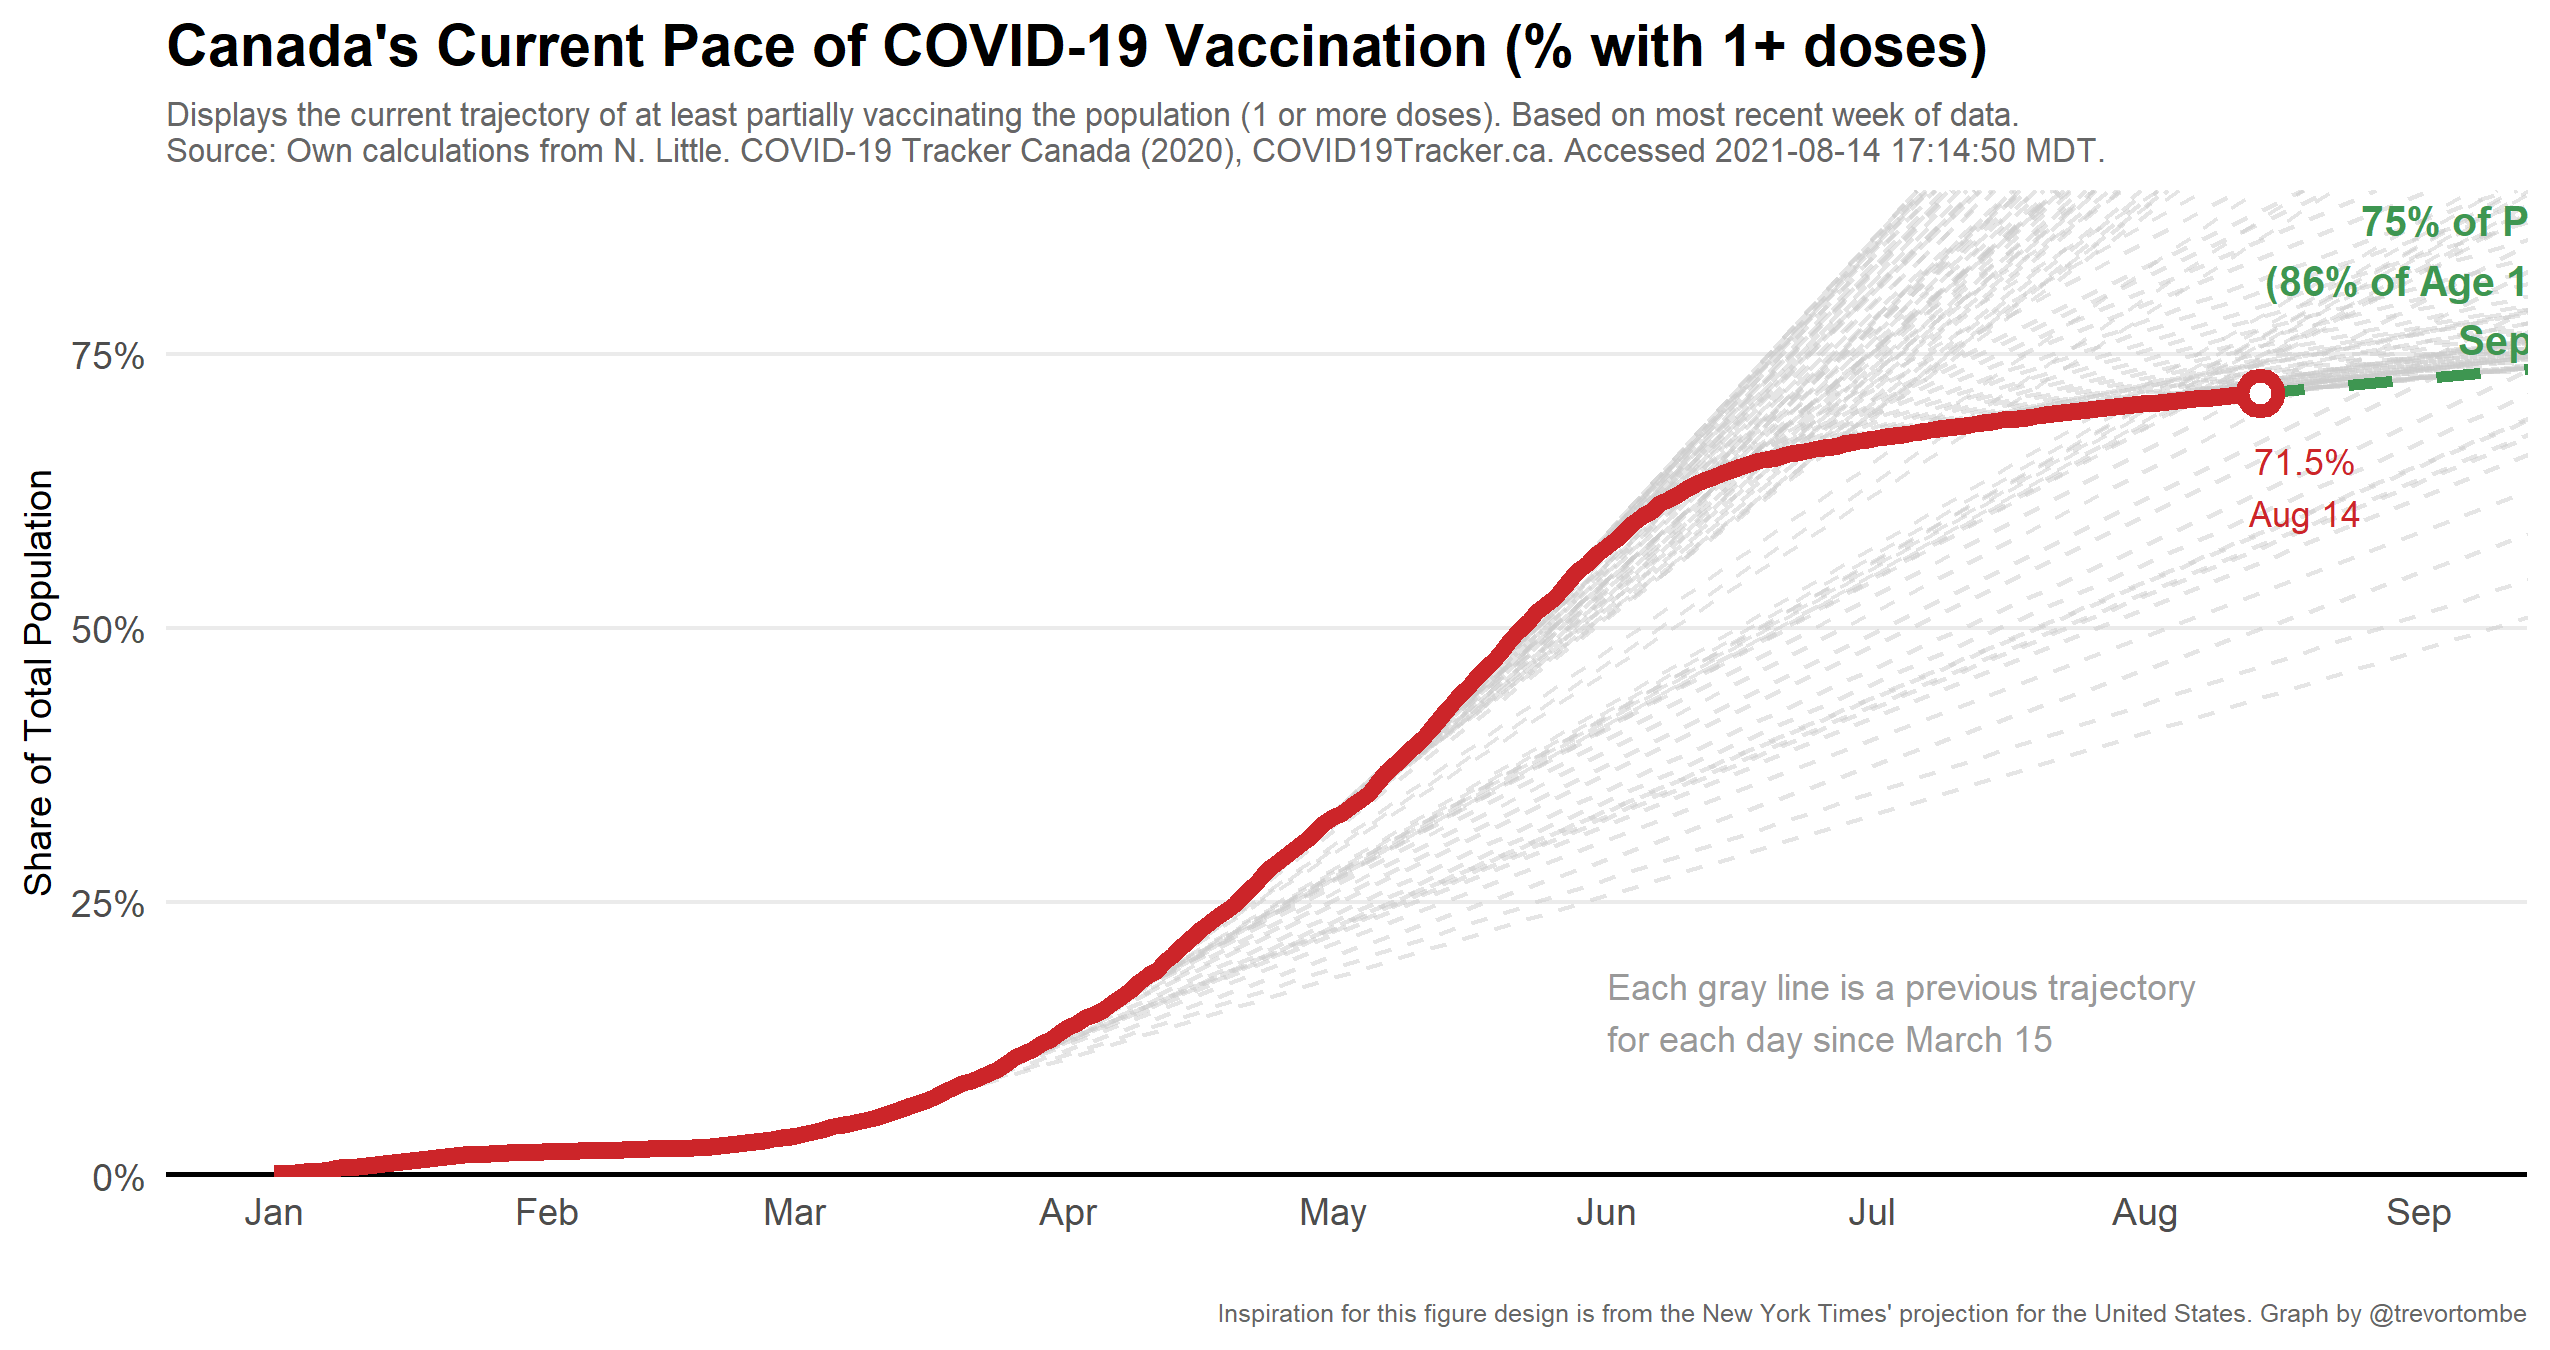 Canada's Current Pace of COVID-19 Vaccination (% with 1+ doses)
Displays the current trajectory of at least partially vaccinating the population (1 or more doses). Based on most recent week of data.
Source: Own calculations from N. Little. COVID-19 Tracker Canada (2020), COVID19Tracker.ca. Accessed 2021-08-14 17:14:50 MDT.
75% of P
(86% of Age 1
Sep
75%
71.5%
Aug 14
Share of Total Population
50%
25%
Each gray line is a previous trajectory
for each day since March 15
0%
Jan Feb Mar Apr May Jun Jul Aug Sep
Inspiration for this figure design is from the New York Times' projection for the United States. Graph by @trevortombe